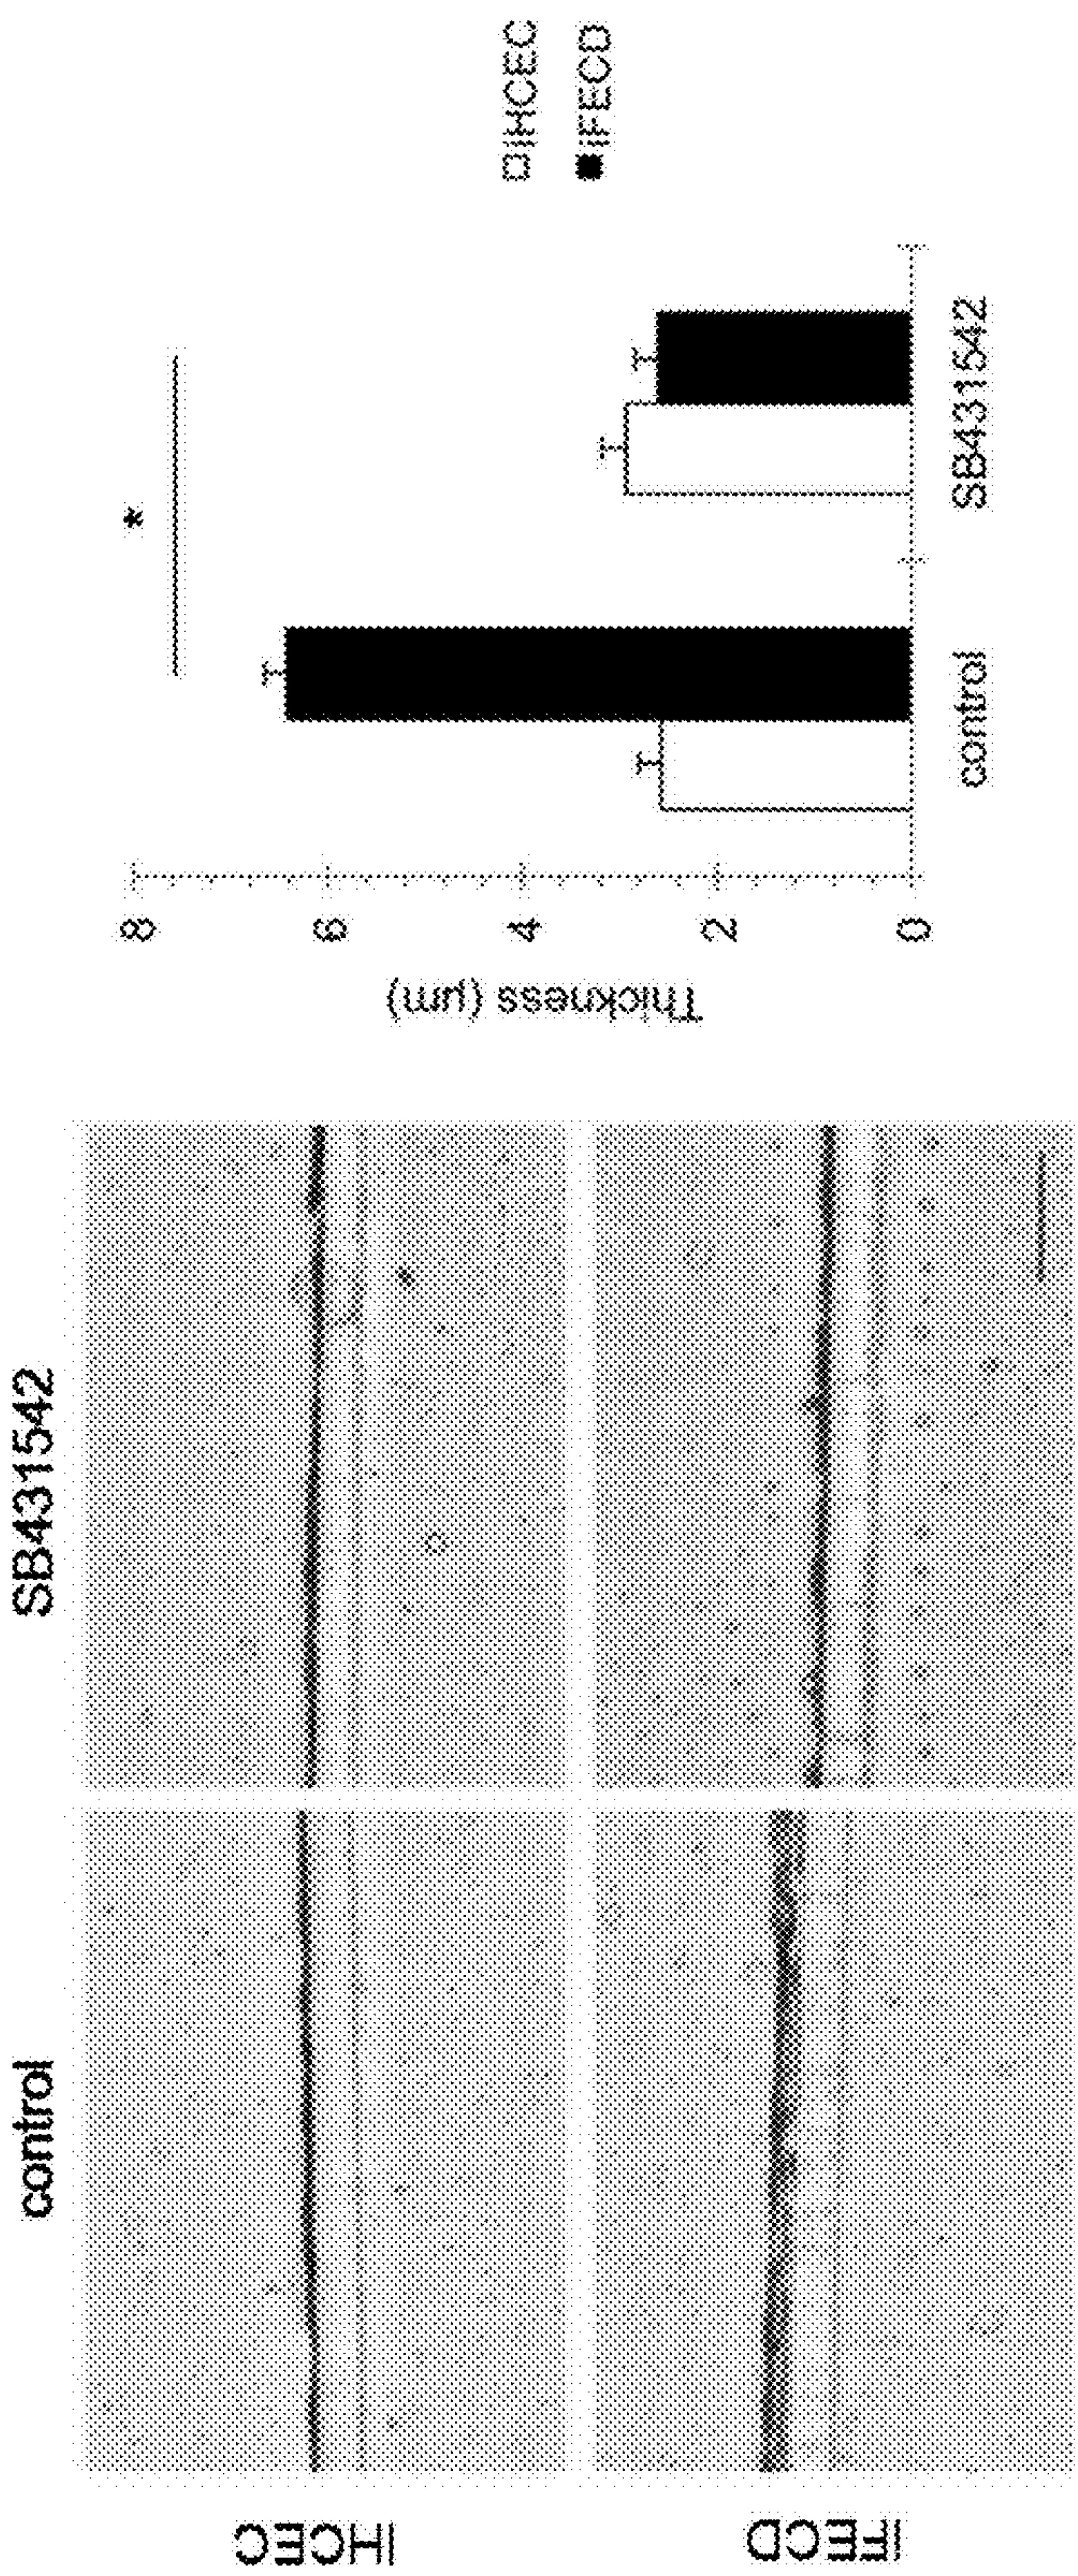 control SB431542
iHCEC
iFECD
Thickness (µm)
8
6
4
2
0
*
control SB431542
iHCEC
iFECD